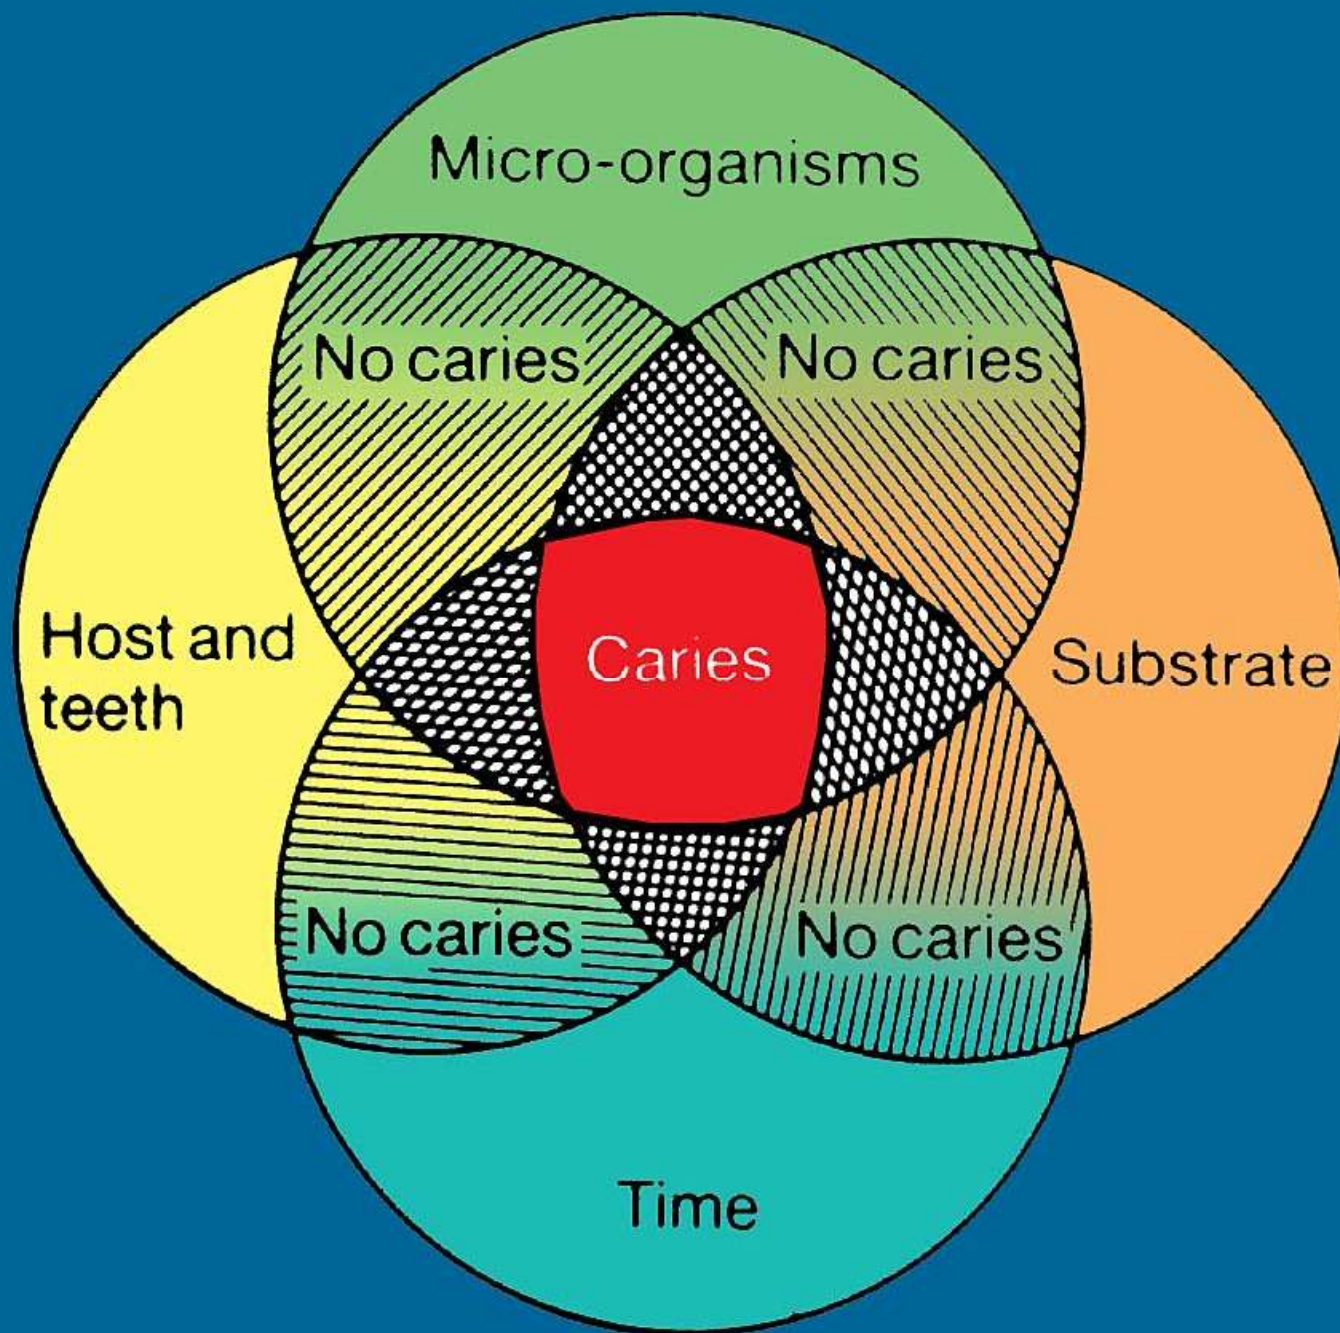 Micro-organisms
No caries
No caries
Host and
teeth
Caries
Substrate
No caries
No caries
Time